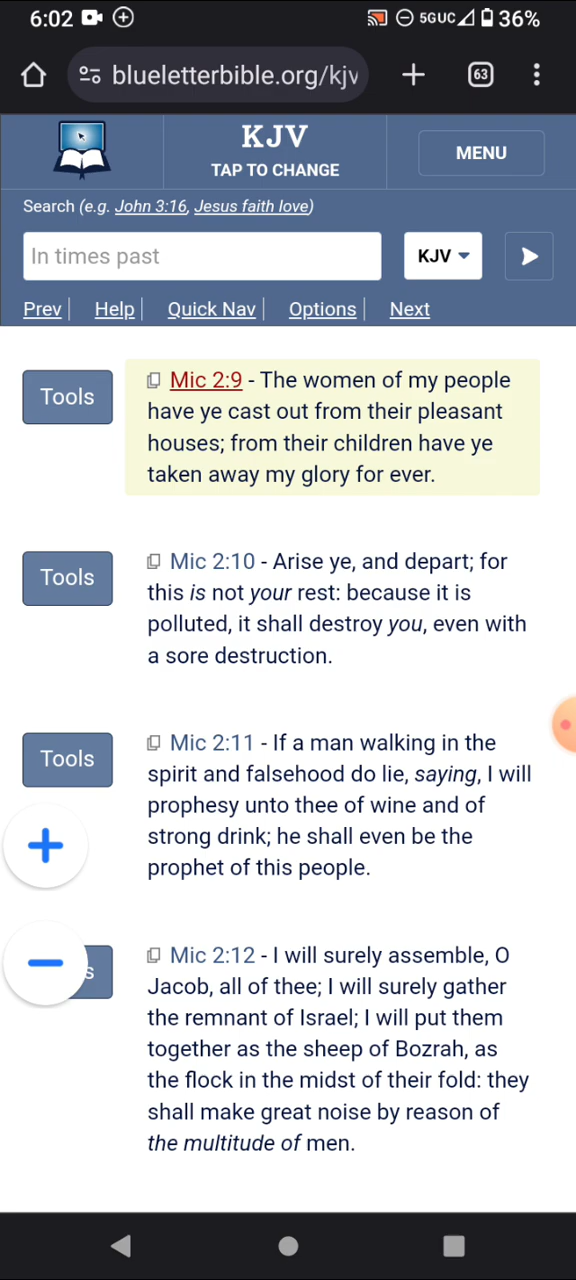 6:02 5GUC 36%
blueletterbible.org/kjv 63
KJV
TAP TO CHANGE
MENU
Search (e.g. John 3:16, Jesus faith love)
In times past KJV
Prev| Help| Quick Nav| Options| Next
Tools
Mic 2:9 - The women of my people
have ye cast out from their pleasant
houses; from their children have ye
taken away my glory for ever.
Tools
Mic 2:10 - Arise ye, and depart; for
this is not your rest: because it is
polluted, it shall destroy you, even with
a sore destruction.
Tools
Mic 2:11 - If a man walking in the
spirit and falsehood do lie, saying, I will
prophesy unto thee of wine and of
strong drink; he shall even be the
prophet of this people.
s
Mic 2:12 - I will surely assemble, O
Jacob, all of thee; I will surely gather
the remnant of Israel; I will put them
together as the sheep of Bozrah, as
the flock in the midst of their fold: they
shall make great noise by reason of
the multitude of men.